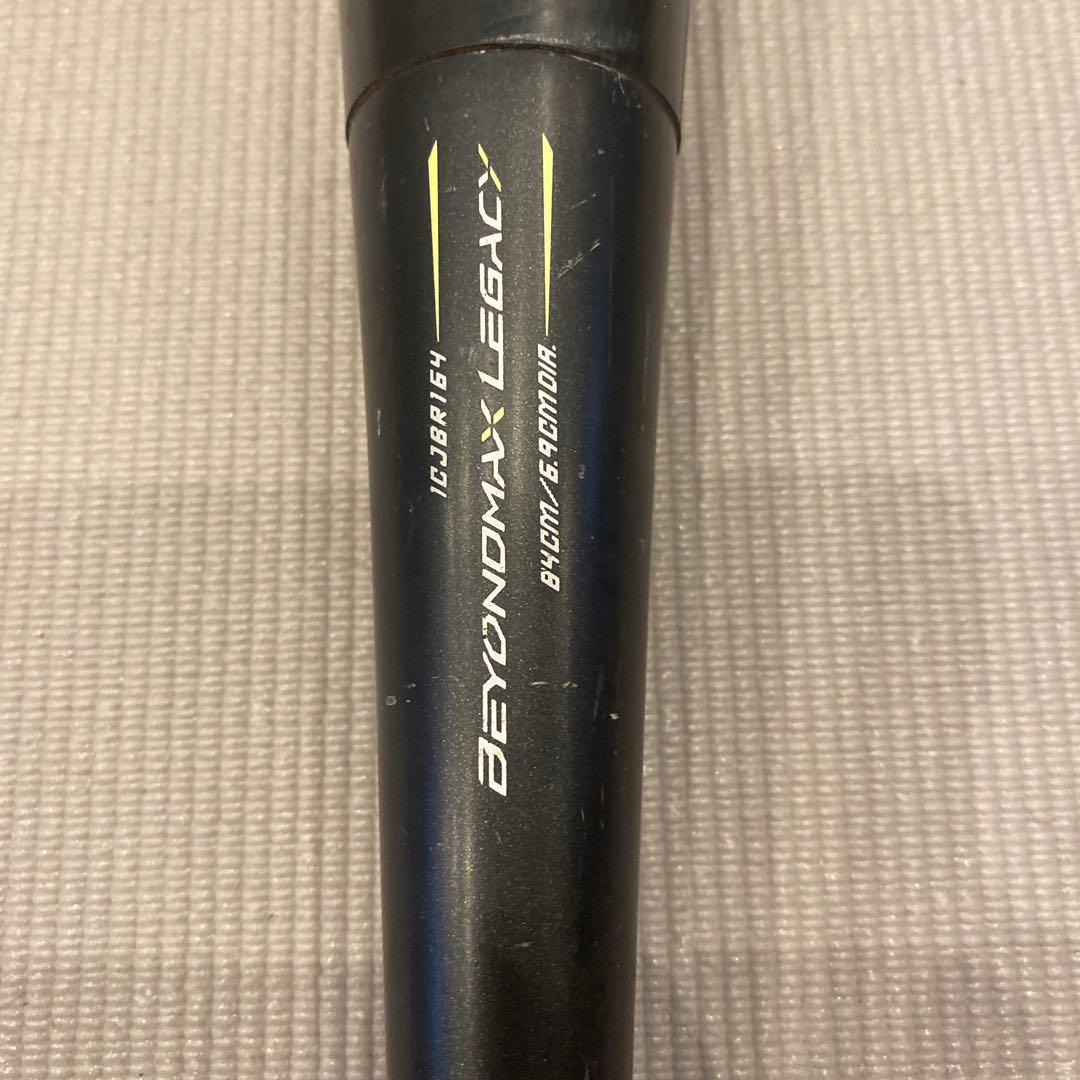 1CJBR164
BEYONDMAX LEGACY
84CM/6.9CMDIA.